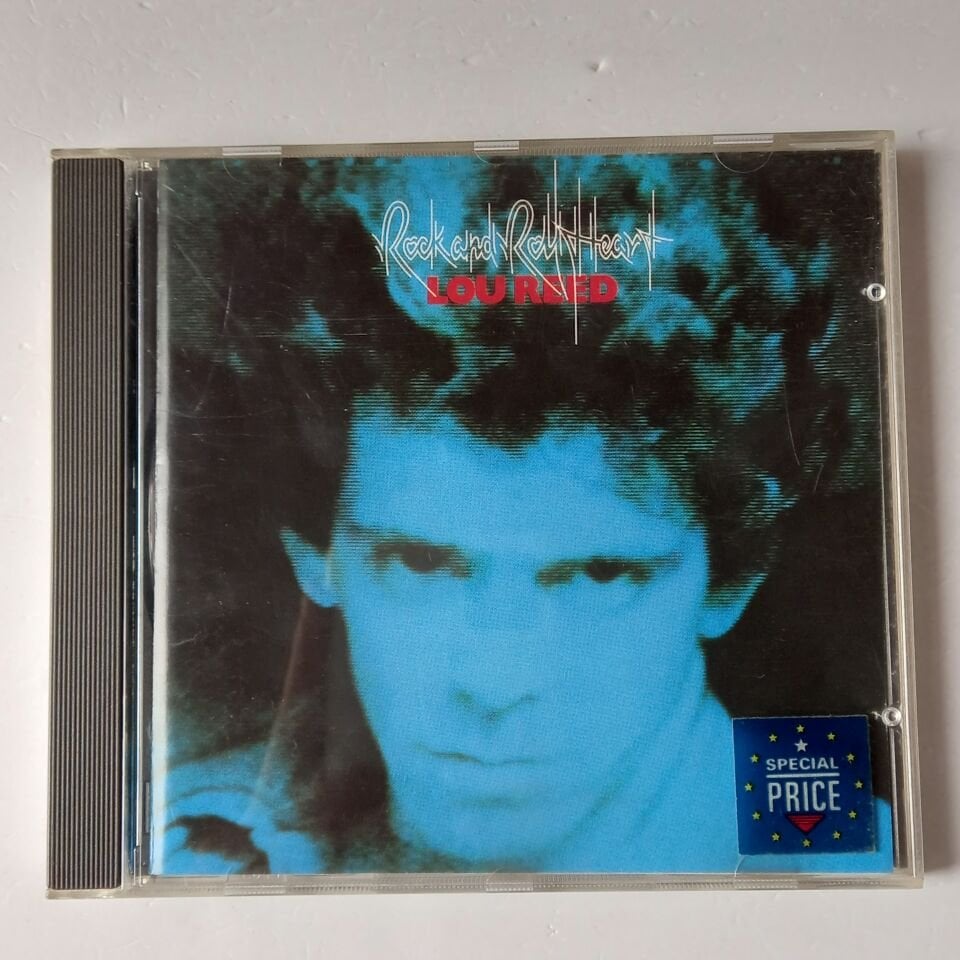 Rock and Roll Heart
LOU REED
SPECIAL
PRICE